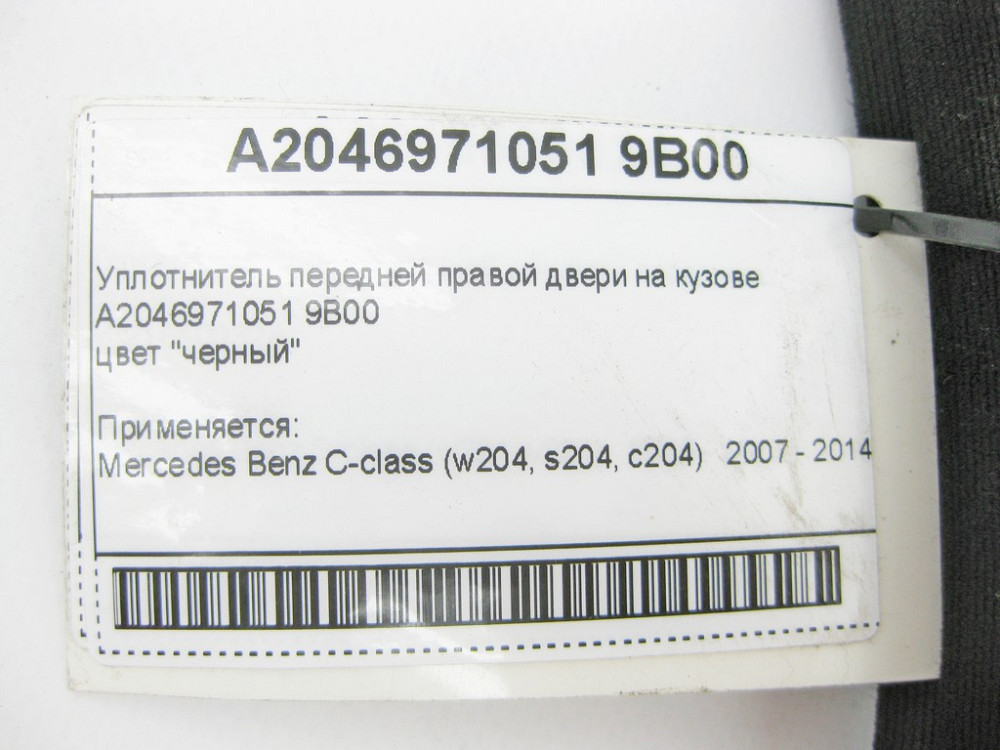 A2046971051 9B00
Уплотнитель передней правой двери на кузове
A2046971051 9B00
цвет "черный"
Применяется:
Mercedes Benz C-class (w204, s204, c204) 2007 - 2014